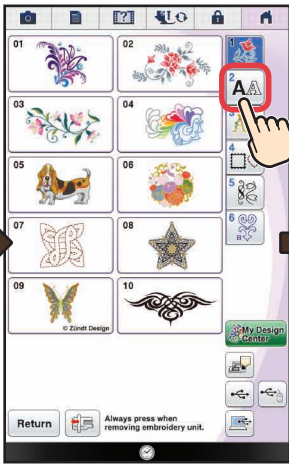 01
02
1
2
AA
03
04
3
4
05
06
5
6
B
07
08
09
© Zündt Design
10
My Design
Center
Return
Always press when
removing embroidery unit.